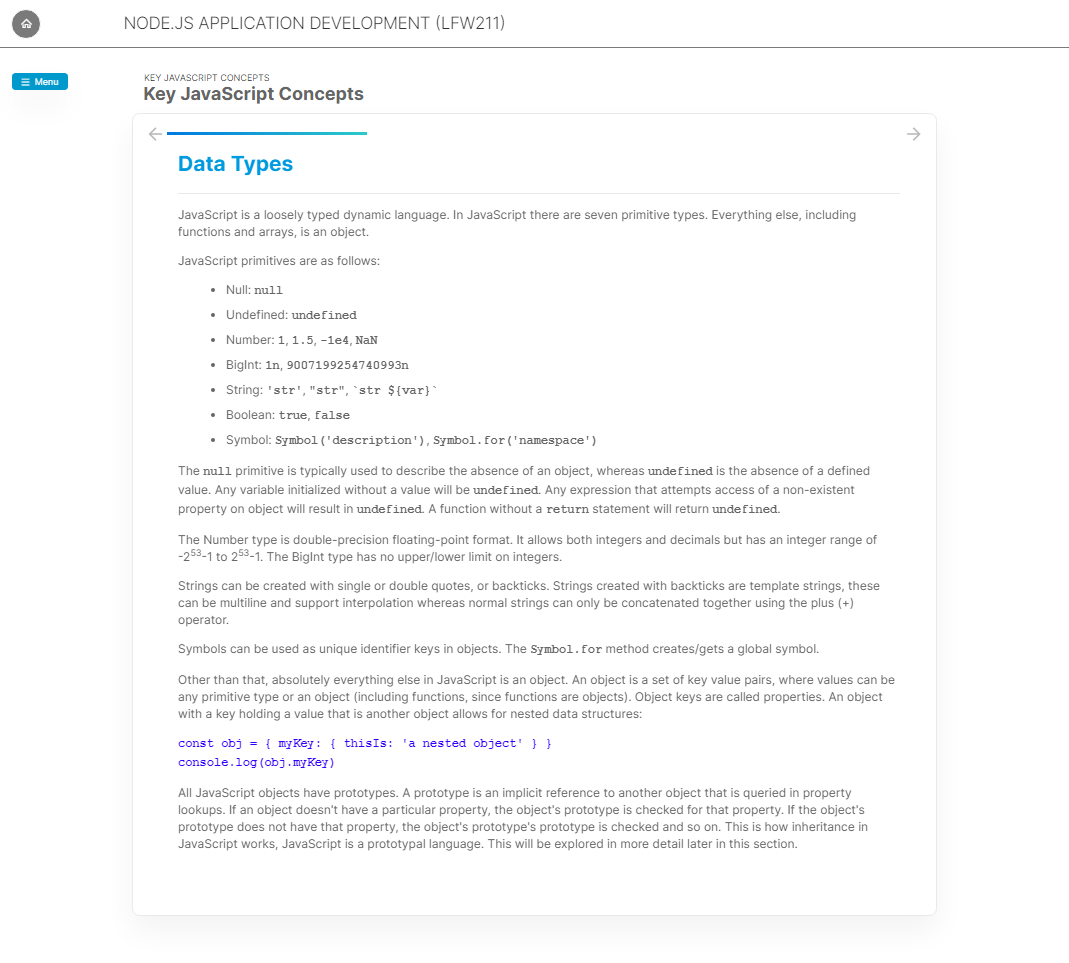 NODE.JS APPLICATION DEVELOPMENT (LFW211)
Menu
KEY JAVASCRIPT CONCEPTS
Key JavaScript Concepts
Data Types
JavaScript is a loosely typed dynamic language. In JavaScript there are seven primitive types. Everything else, including
functions and arrays, is an object.
JavaScript primitives are as follows:
• Null: null
• Undefined: undefined
• Number: 1, 1.5, -1e4, NaN
• BigInt: 1n, 9007199254740993n
• String: 'str', "str", `str ${var}`
• Boolean: true, false
• Symbol: Symbol('description'), Symbol.for('namespace')
The null primitive is typically used to describe the absence of an object, whereas undefined is the absence of a defined
value. Any variable initialized without a value will be undefined. Any expression that attempts access of a non-existent
property on object will result in undefined. A function without a return statement will return undefined.
The Number type is double-precision floating-point format. It allows both integers and decimals but has an integer range of
-2⁵³-1 to 2⁵³-1. The BigInt type has no upper/lower limit on integers.
Strings can be created with single or double quotes, or backticks. Strings created with backticks are template strings, these
can be multiline and support interpolation whereas normal strings can only be concatenated together using the plus (+)
operator.
Symbols can be used as unique identifier keys in objects. The Symbol.for method creates/gets a global symbol.
Other than that, absolutely everything else in JavaScript is an object. An object is a set of key value pairs, where values can be
any primitive type or an object (including functions, since functions are objects). Object keys are called properties. An object
with a key holding a value that is another object allows for nested data structures:
const obj = { myKey: { thisIs: 'a nested object' } }
console.log(obj.myKey)
All JavaScript objects have prototypes. A prototype is an implicit reference to another object that is queried in property
lookups. If an object doesn't have a particular property, the object's prototype is checked for that property. If the object's
prototype does not have that property, the object's prototype's prototype is checked and so on. This is how inheritance in
JavaScript works, JavaScript is a prototypal language. This will be explored in more detail later in this section.